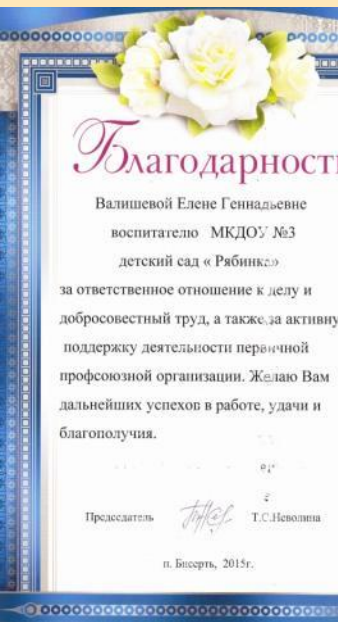 Благодарность
Валишевой Елене Геннадьевне
воспитателю МКДОУ №3
детский сад « Рябинка»
за ответственное отношение к делу и
добросовестный труд, а также за активну
поддержку деятельности первичной
профсоюзной организации. Желаю Вам
дальнейших успехов в работе, удачи и
благополучия.
Председатель Т.С.Неволина
п. Бисерть, 2015г.